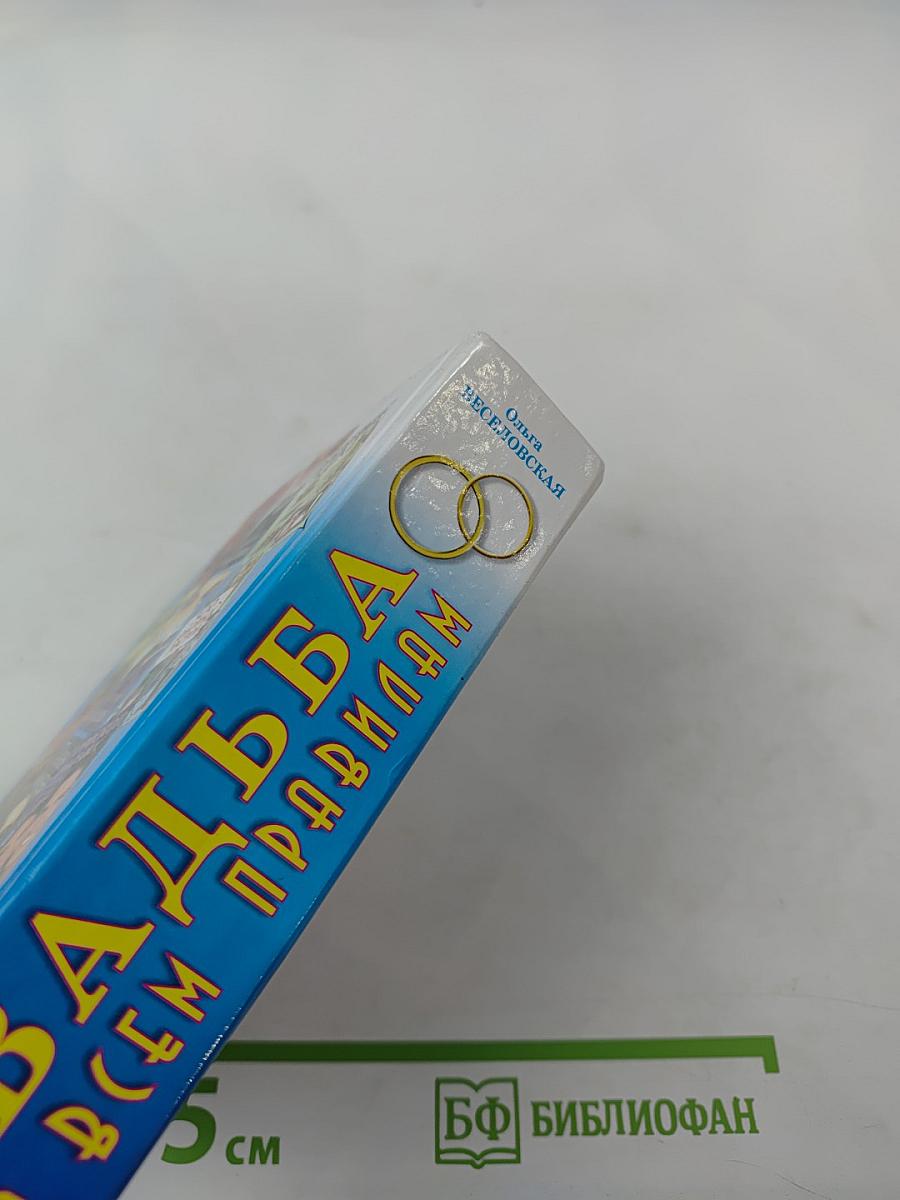 Ольга
ВЕСЕЛОВСКАЯ
ВАДЬБА
ВСЕМ ПРАВИЛАМ
5 см
БФ БИБЛИОФАН